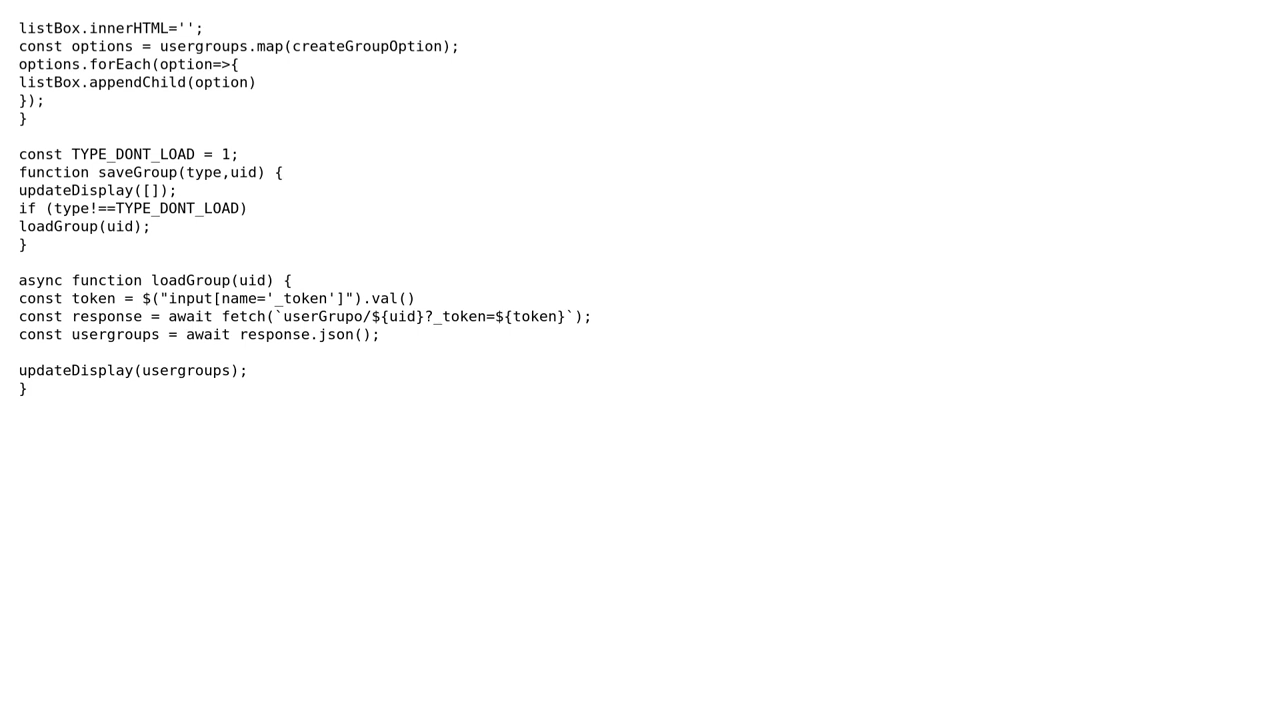 listBox.innerHTML='';
const options = usergroups.map(createGroupOption);
options.forEach(option=>{
listBox.appendChild(option)
});
}

const TYPE_DONT_LOAD = 1;
function saveGroup(type,uid) {
updateDisplay([]);
if (type!==TYPE_DONT_LOAD)
loadGroup(uid);
}

async function loadGroup(uid) {
const token = $("input[name='_token']").val()
const response = await fetch(`userGrupo/${uid}?_token=${token}`);
const usergroups = await response.json();

updateDisplay(usergroups);
}